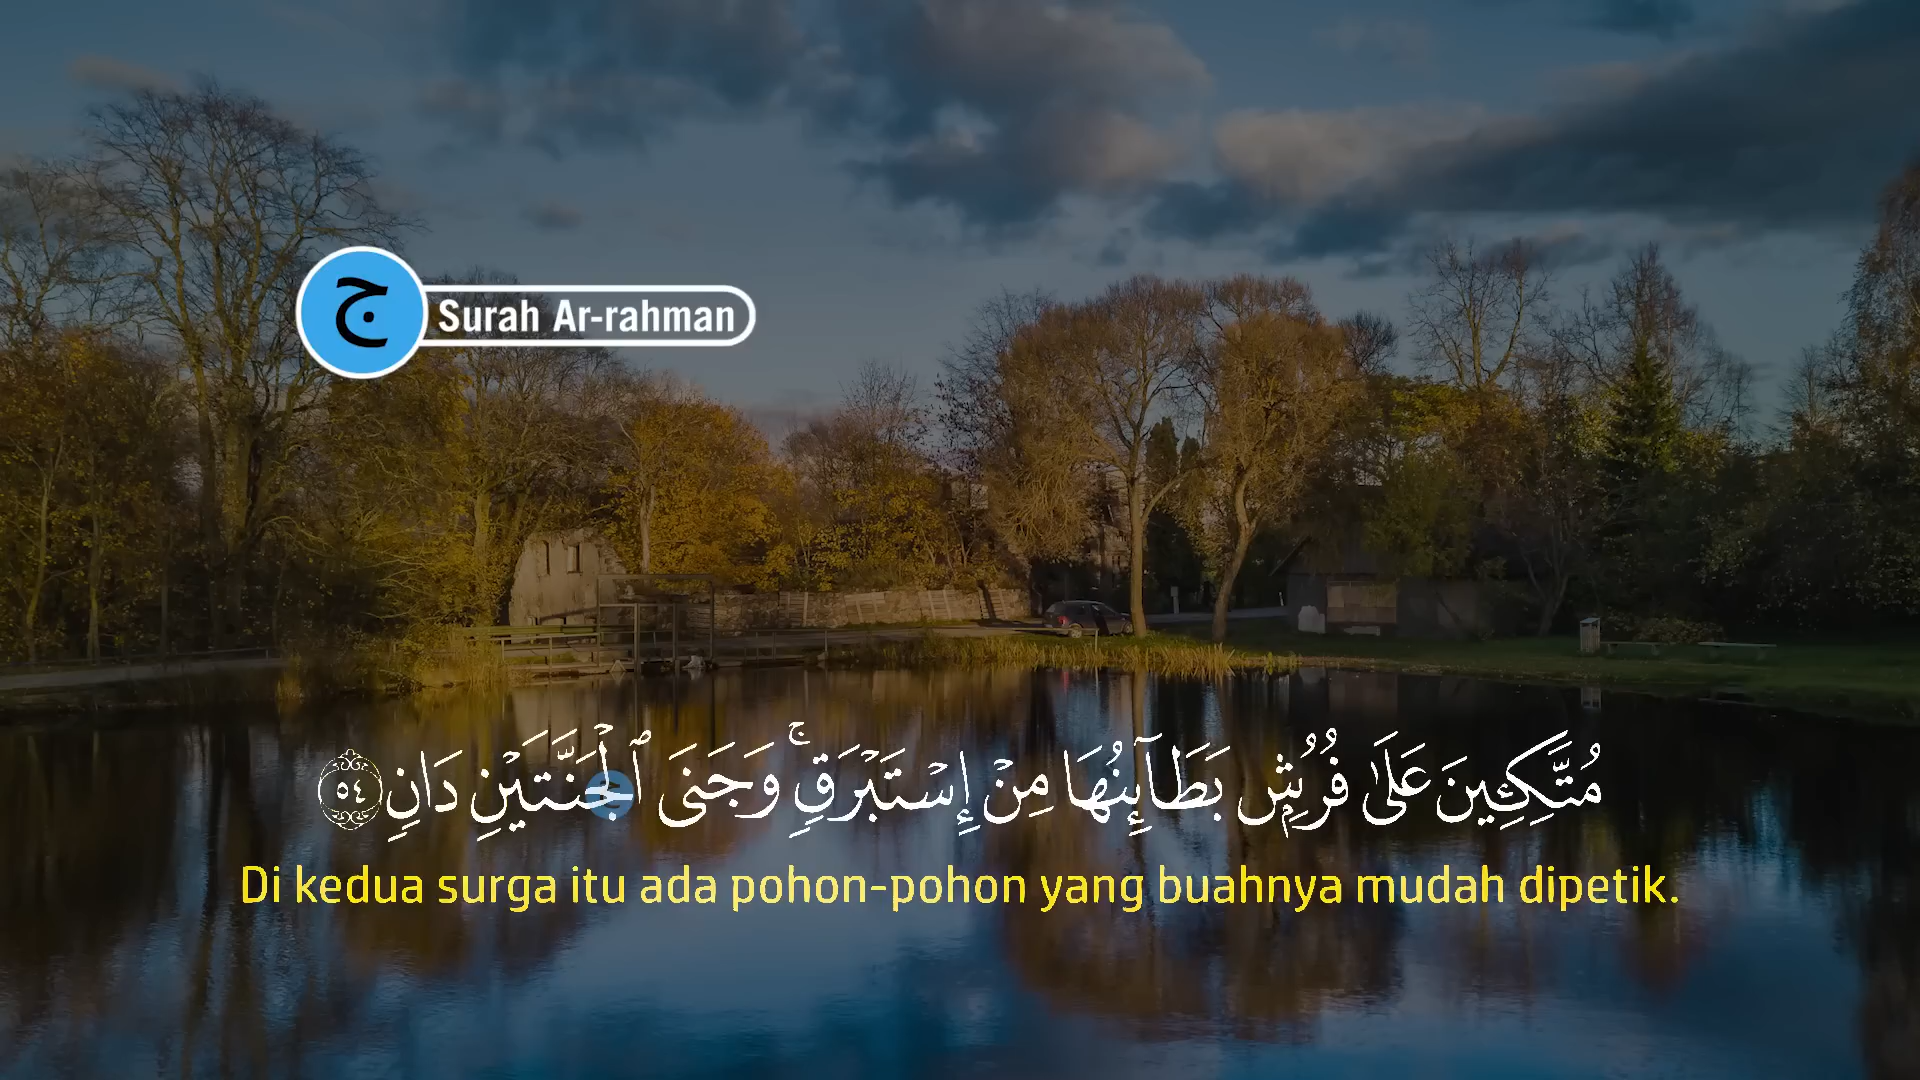 ج
Surah Ar-rahman
مُتَّكِـِٔينَ عَلَىٰ فُرُشٍۭ بَطَآئِنُهَا مِنْ إِسْتَبْرَقٍۚ وَجَنَى ٱلْجَنَّتَيْنِ دَانٍ ٥٤
Di kedua surga itu ada pohon-pohon yang buahnya mudah dipetik.